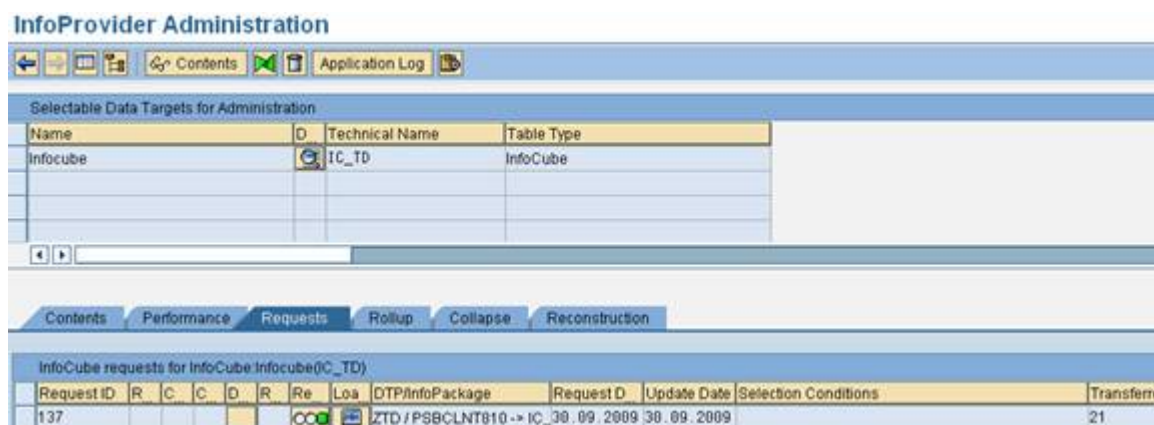 InfoProvider Administration
Contents Application Log
Selectable Data Targets for Administration
Name D Technical Name Table Type
Infocube IC_TD InfoCube
Contents Performance Requests Rollup Collapse Reconstruction
InfoCube requests for InfoCube:Infocube(IC_TD)
Request ID R C C D R Re Loa DTP/InfoPackage Request D Update Date Selection Conditions Transferr
137 ZTD / PSBCLNT810 -> IC_ 30.09.2009 30.09.2009 21